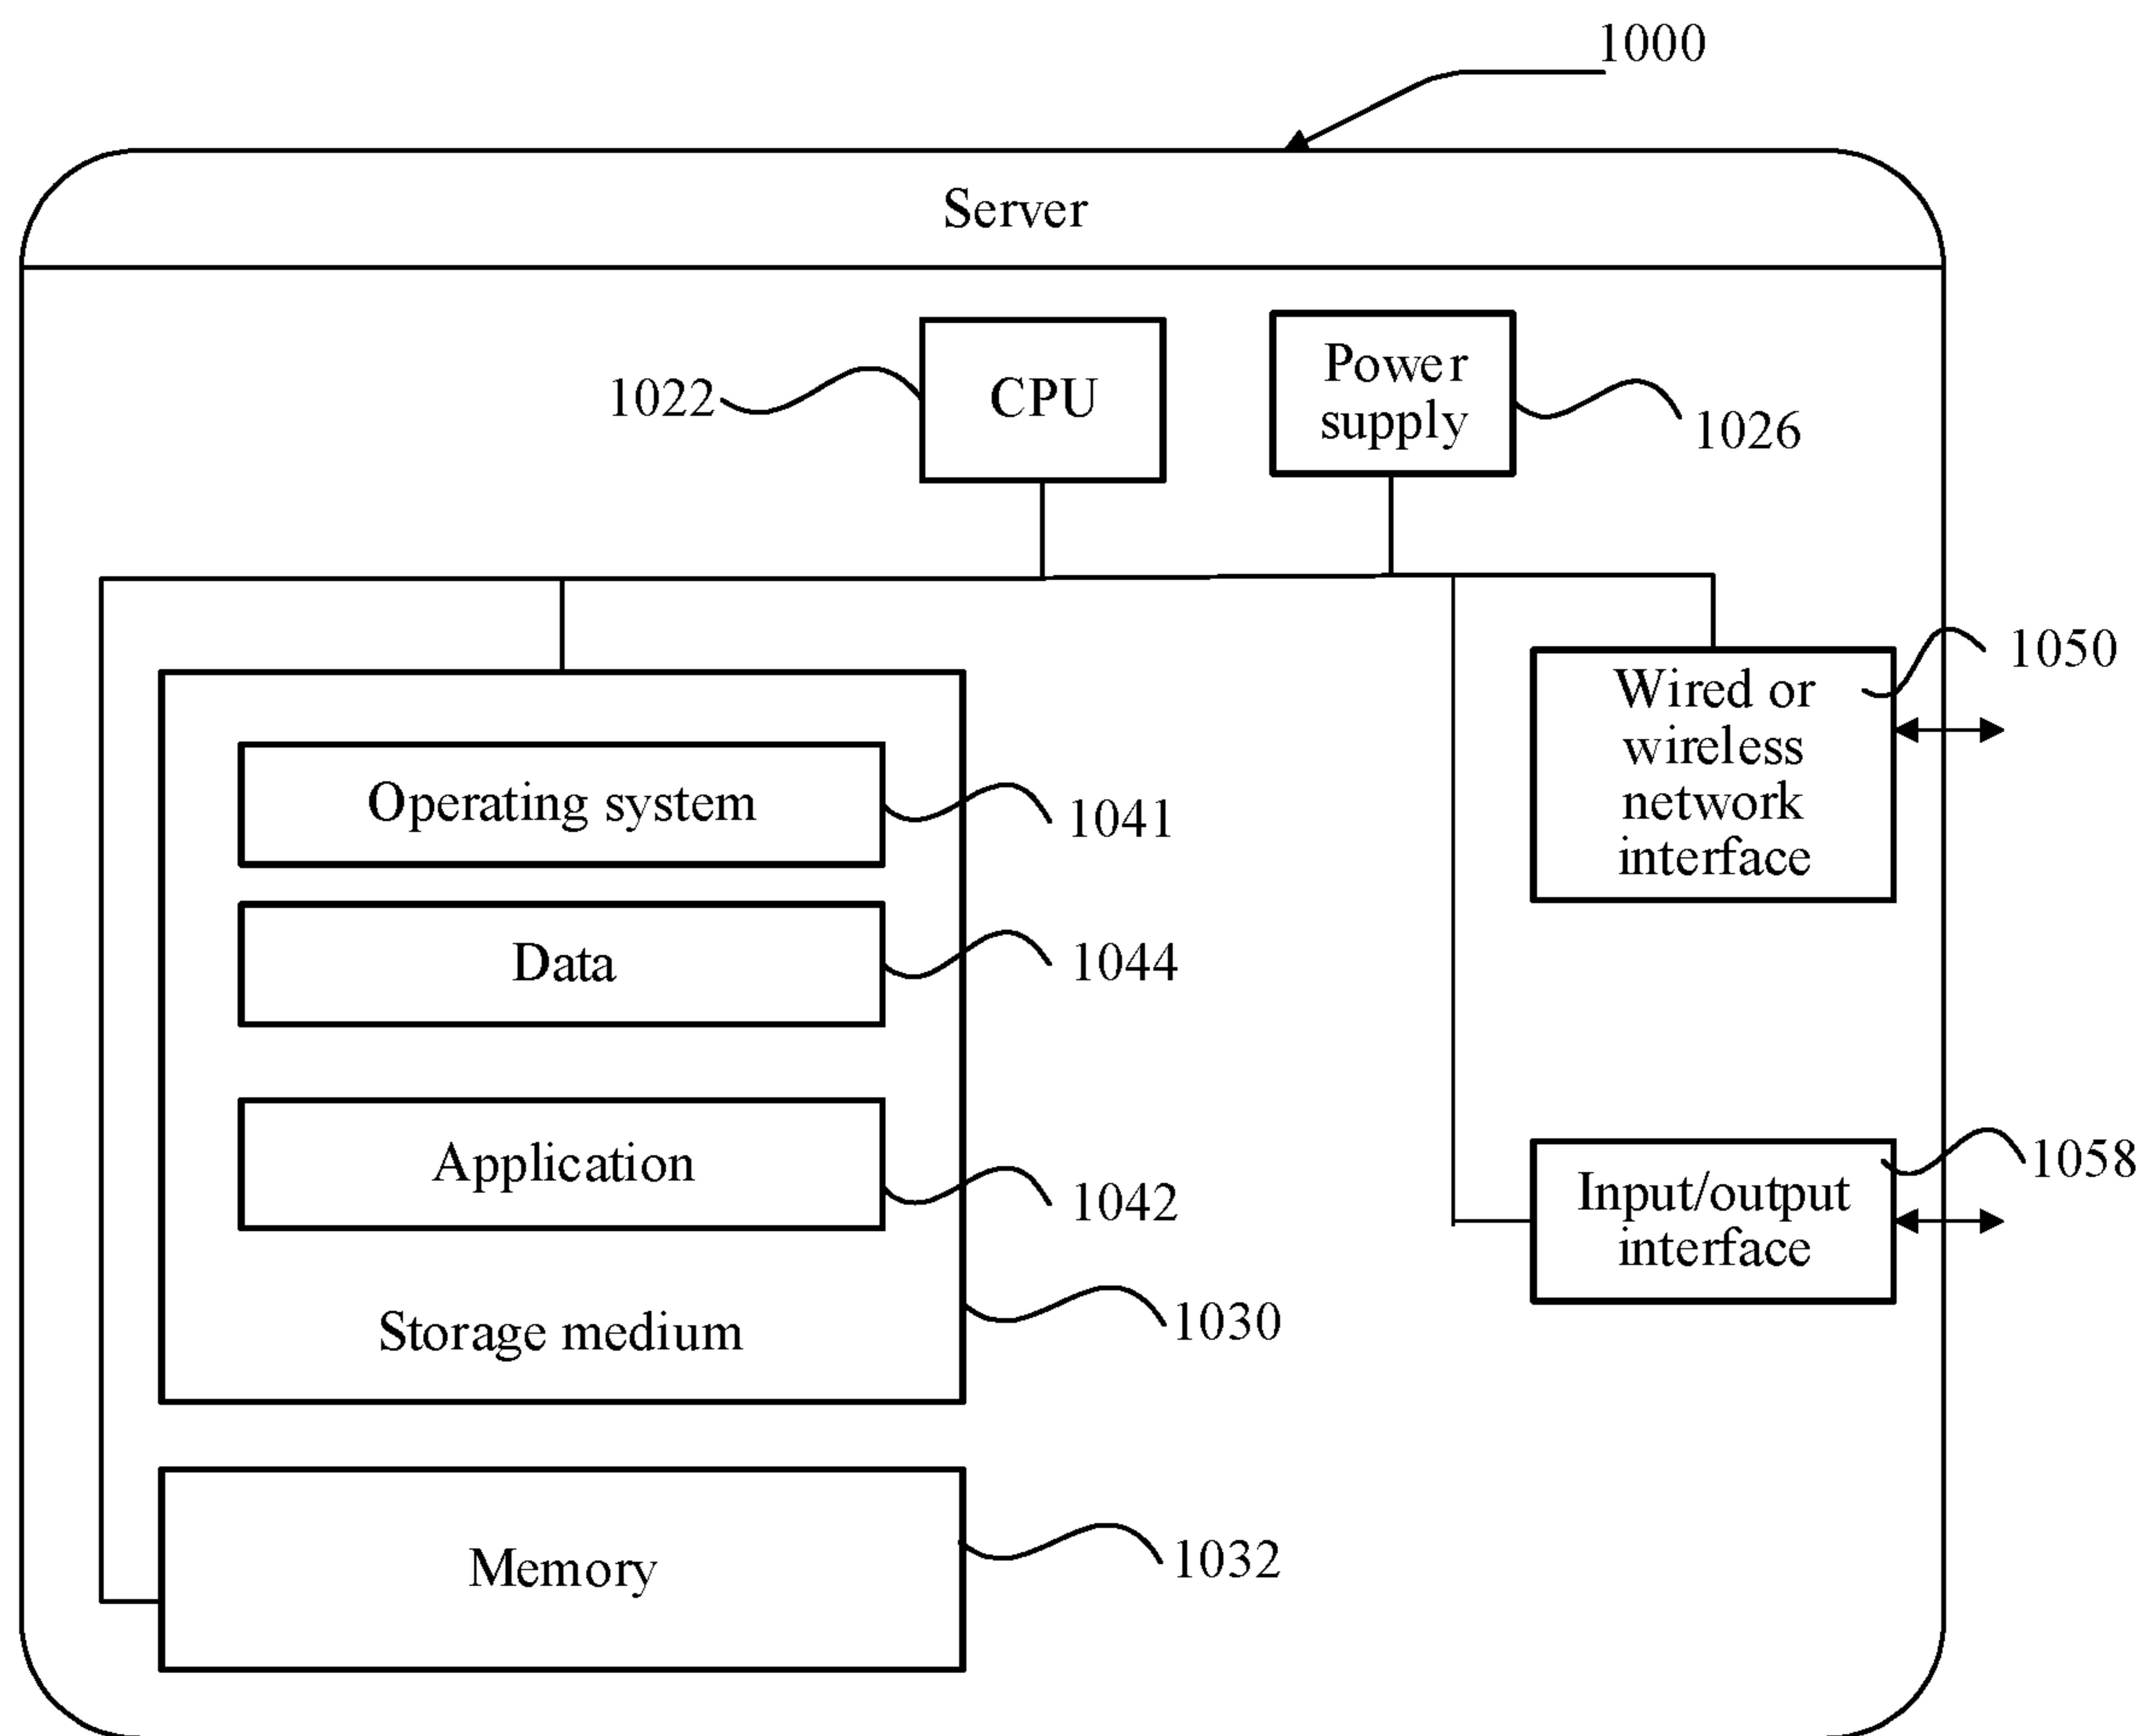 1000
Server
1022
CPU
Power
supply
1026
1050
Wired or
wireless
network
interface
Operating system
1041
Data
1044
Application
1042
1058
Input/output
interface
Storage medium
1030
Memory
1032